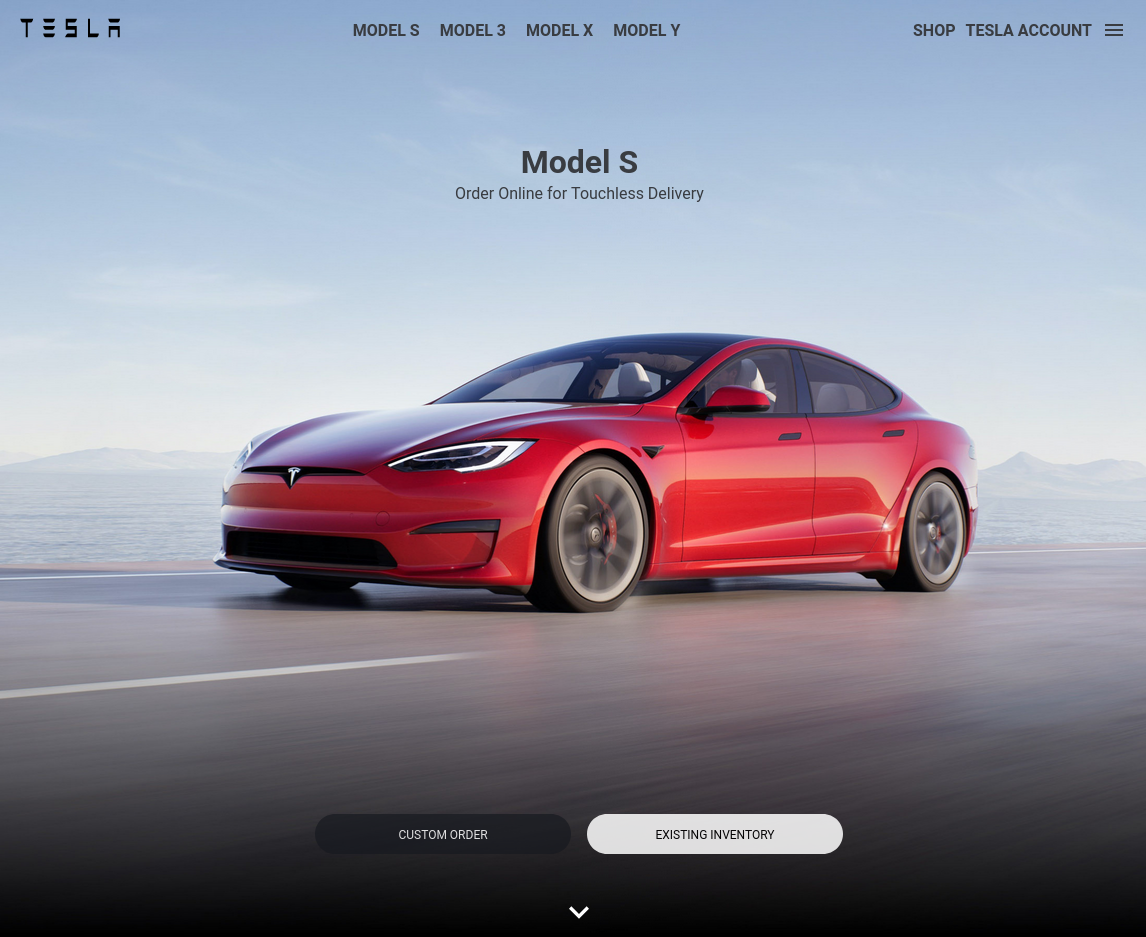 TESLA
MODEL S MODEL 3 MODEL X MODEL Y
SHOP TESLA ACCOUNT
Model S
Order Online for Touchless Delivery
CUSTOM ORDER
EXISTING INVENTORY